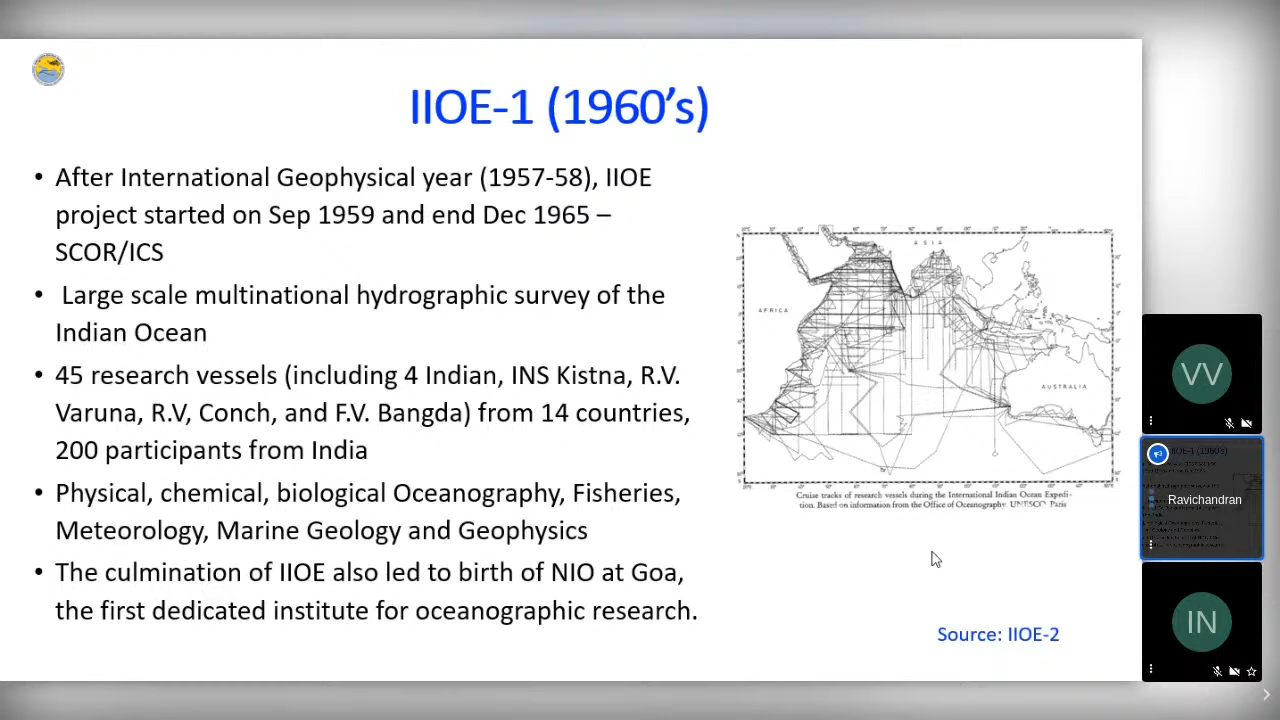 IIOE-1 (1960’s)
• After International Geophysical year (1957-58), IIOE
project started on Sep 1959 and end Dec 1965 –
SCOR/ICS
• Large scale multinational hydrographic survey of the
Indian Ocean
• 45 research vessels (including 4 Indian, INS Kistna, R.V.
Varuna, R.V, Conch, and F.V. Bangda) from 14 countries,
200 participants from India
• Physical, chemical, biological Oceanography, Fisheries,
Meteorology, Marine Geology and Geophysics
• The culmination of IIOE also led to birth of NIO at Goa,
the first dedicated institute for oceanographic research.
ASIA
AFRICA
AUSTRALIA
Cruise tracks of research vessels during the International Indian Ocean Expedi-
tion. Based on information from the Office of Oceanography. UNESCO Paris
Source: IIOE-2
VV
IIOE-1 (1960's)
Ravichandran
IN